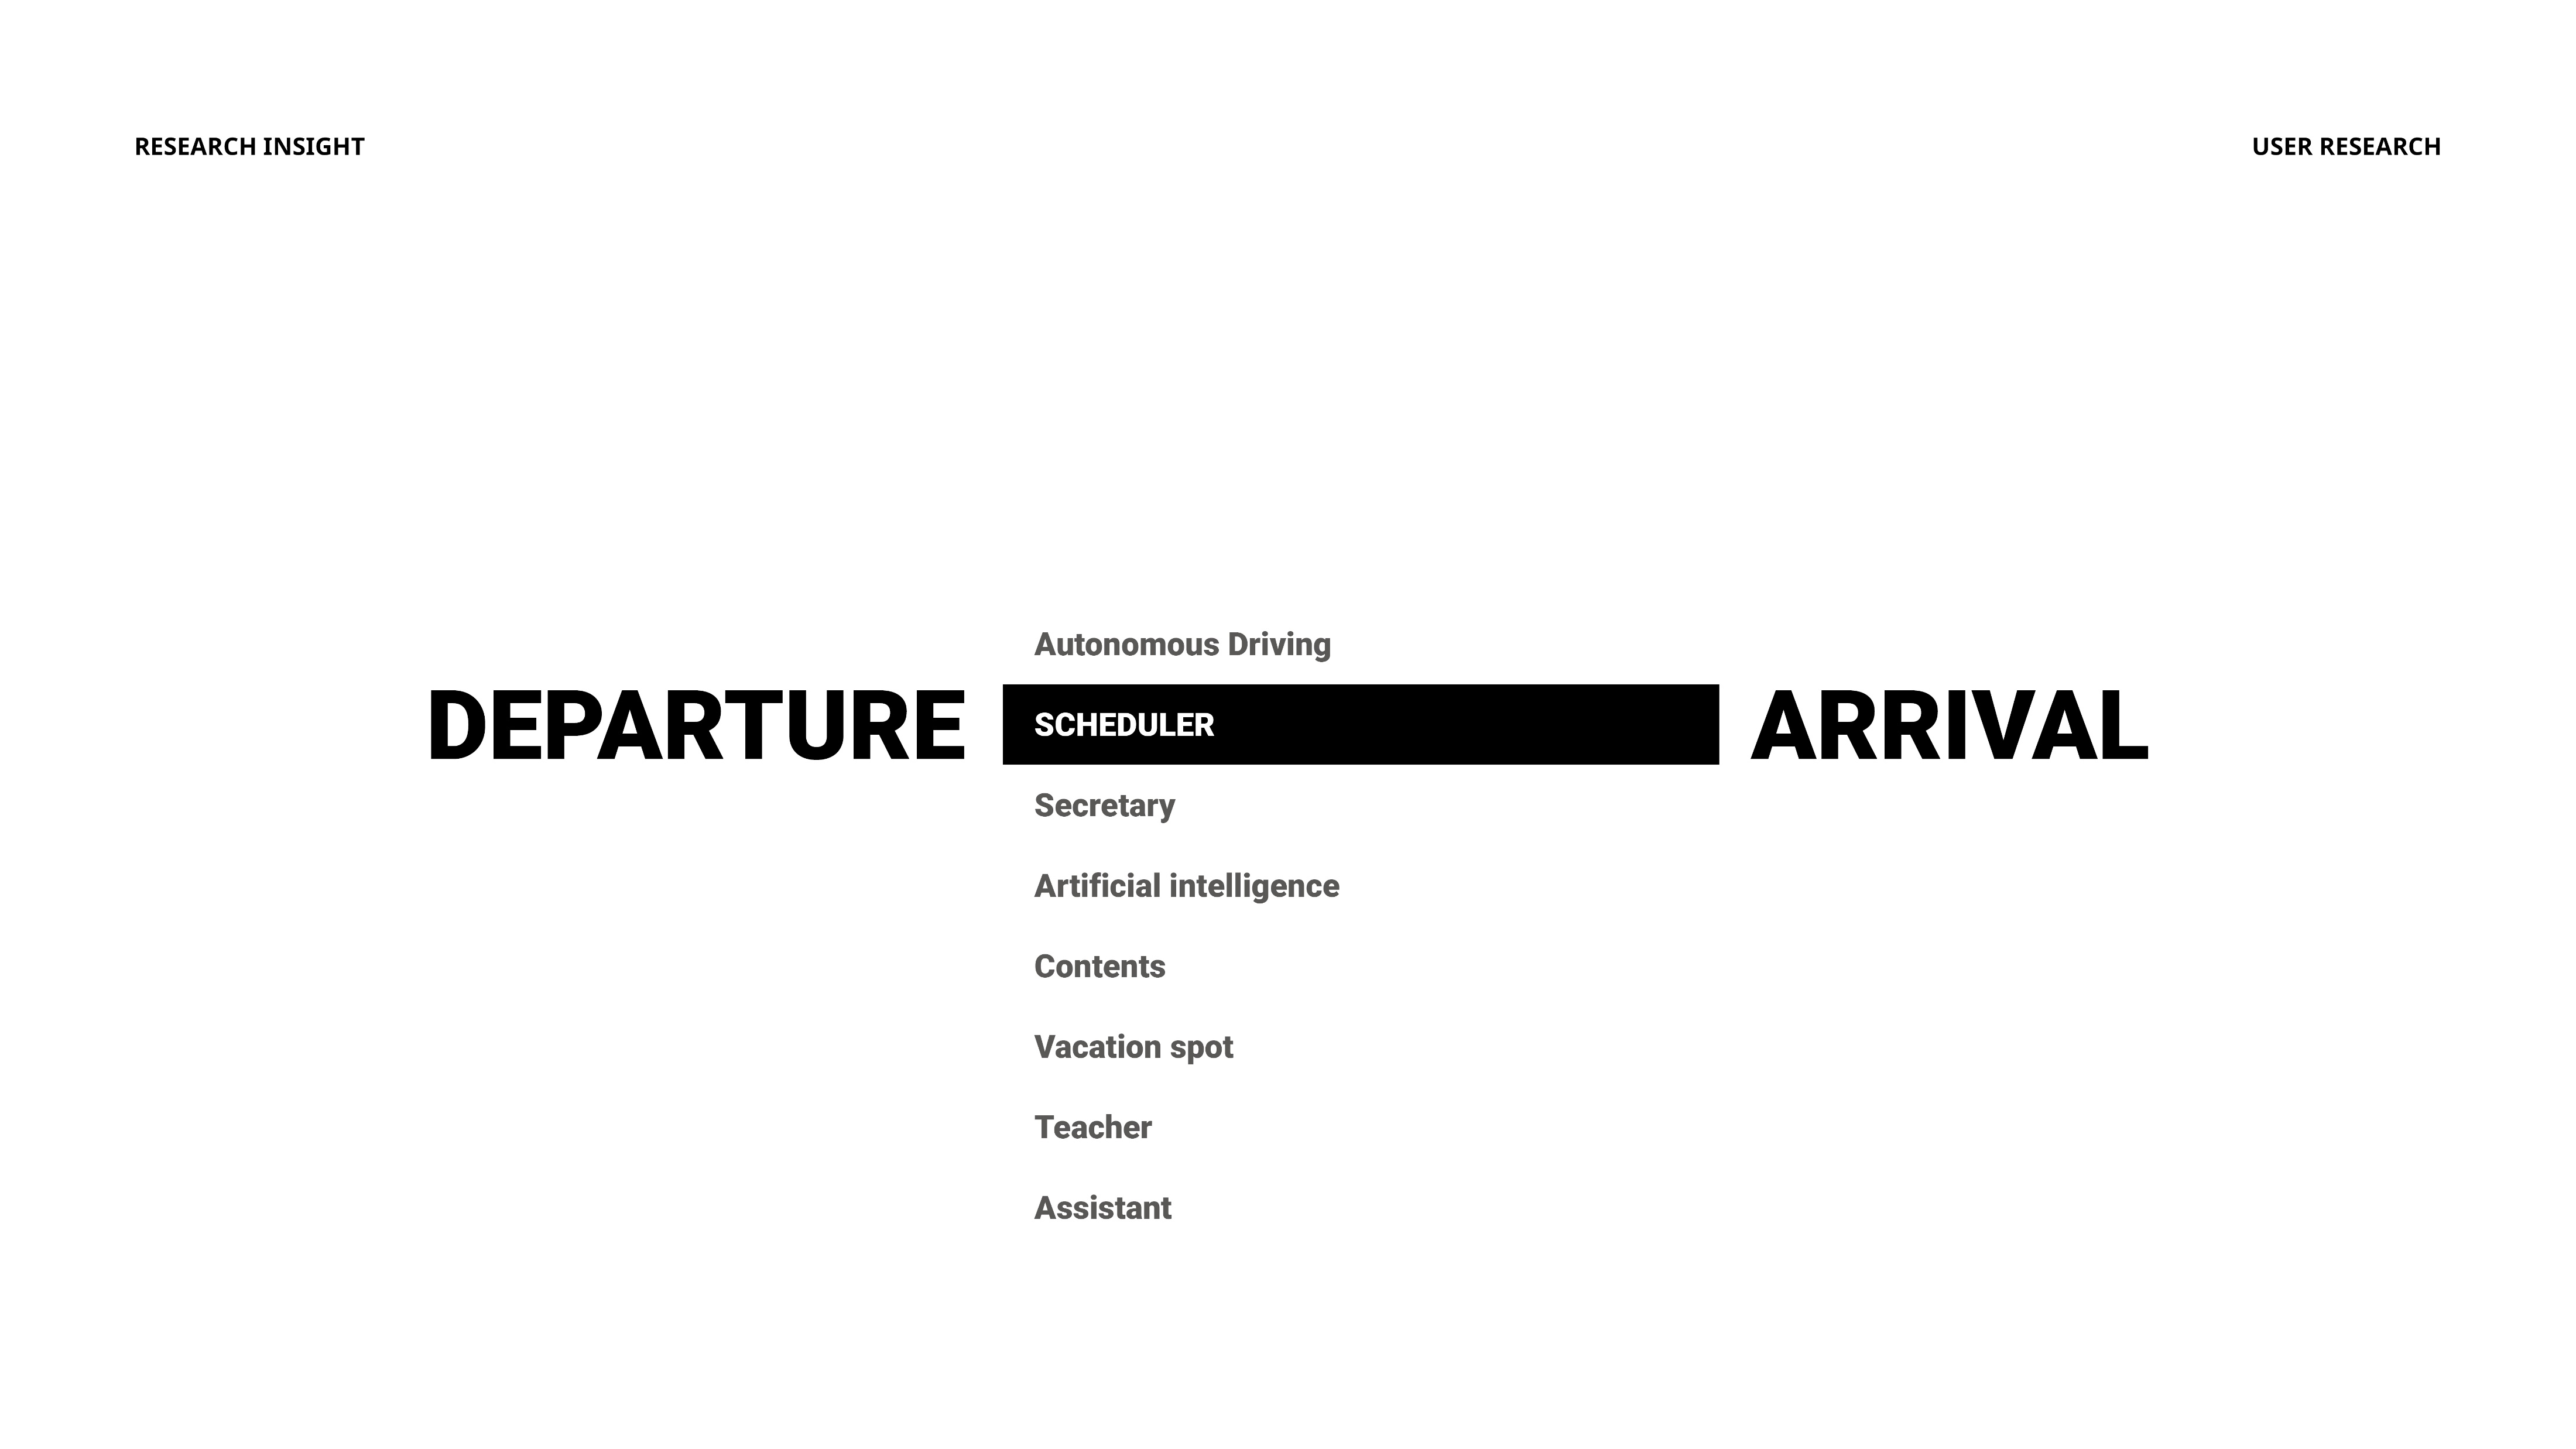 RESEARCH INSIGHT
USER RESEARCH
Autonomous Driving
DEPARTURE SCHEDULER ARRIVAL
Secretary
Artificial intelligence
Contents
Vacation spot
Teacher
Assistant